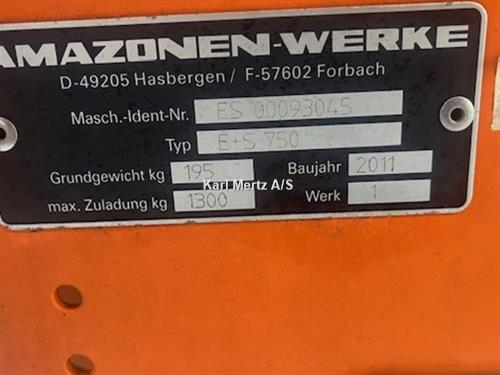 AMAZONEN-WERKE
D-49205 Hasbergen / F-57602 Forbach
Masch.-Ident-Nr. ES 00093045
Typ E+S 750
Grundgewicht kg 195 Baujahr 2011
Karl Mertz A/S
max. Zuladung kg 1300 Werk 1